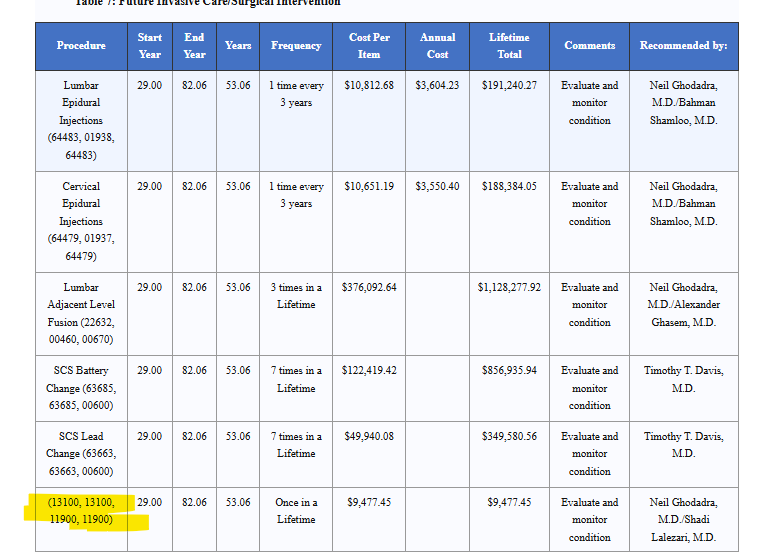 Table 7: Future Invasive Care/Surgical Intervention
Procedure Start Year End Year Years Frequency Cost Per Item Annual Cost Lifetime Total Comments Recommended by:
Lumbar Epidural Injections (64483, 01938, 64483) 29.00 82.06 53.06 1 time every 3 years $10,812.68 $3,604.23 $191,240.27 Evaluate and monitor condition Neil Ghodadra, M.D./Bahman Shamloo, M.D.
Cervical Epidural Injections (64479, 01937, 64479) 29.00 82.06 53.06 1 time every 3 years $10,651.19 $3,550.40 $188,384.05 Evaluate and monitor condition Neil Ghodadra, M.D./Bahman Shamloo, M.D.
Lumbar Adjacent Level Fusion (22632, 00460, 00670) 29.00 82.06 53.06 3 times in a Lifetime $376,092.64 $1,128,277.92 Evaluate and monitor condition Neil Ghodadra, M.D./Alexander Ghasem, M.D.
SCS Battery Change (63685, 63685, 00600) 29.00 82.06 53.06 7 times in a Lifetime $122,419.42 $856,935.94 Evaluate and monitor condition Timothy T. Davis, M.D.
SCS Lead Change (63663, 63663, 00600) 29.00 82.06 53.06 7 times in a Lifetime $49,940.08 $349,580.56 Evaluate and monitor condition Timothy T. Davis, M.D.
(13100, 13100, 11900, 11900) 29.00 82.06 53.06 Once in a Lifetime $9,477.45 $9,477.45 Evaluate and monitor condition Neil Ghodadra, M.D./Shadi Lalezari, M.D.